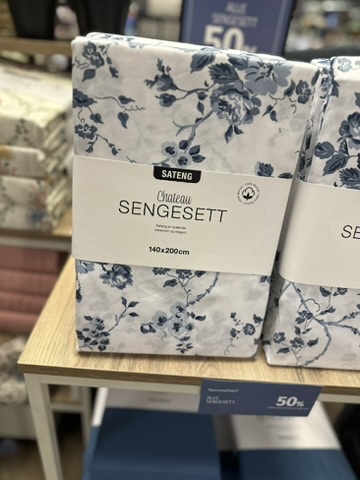 ALLE
SENGESETT
50%
SATENG
Chateau
SENGESETT
140x200cm
SE
ALLE
SENGESETT
50%